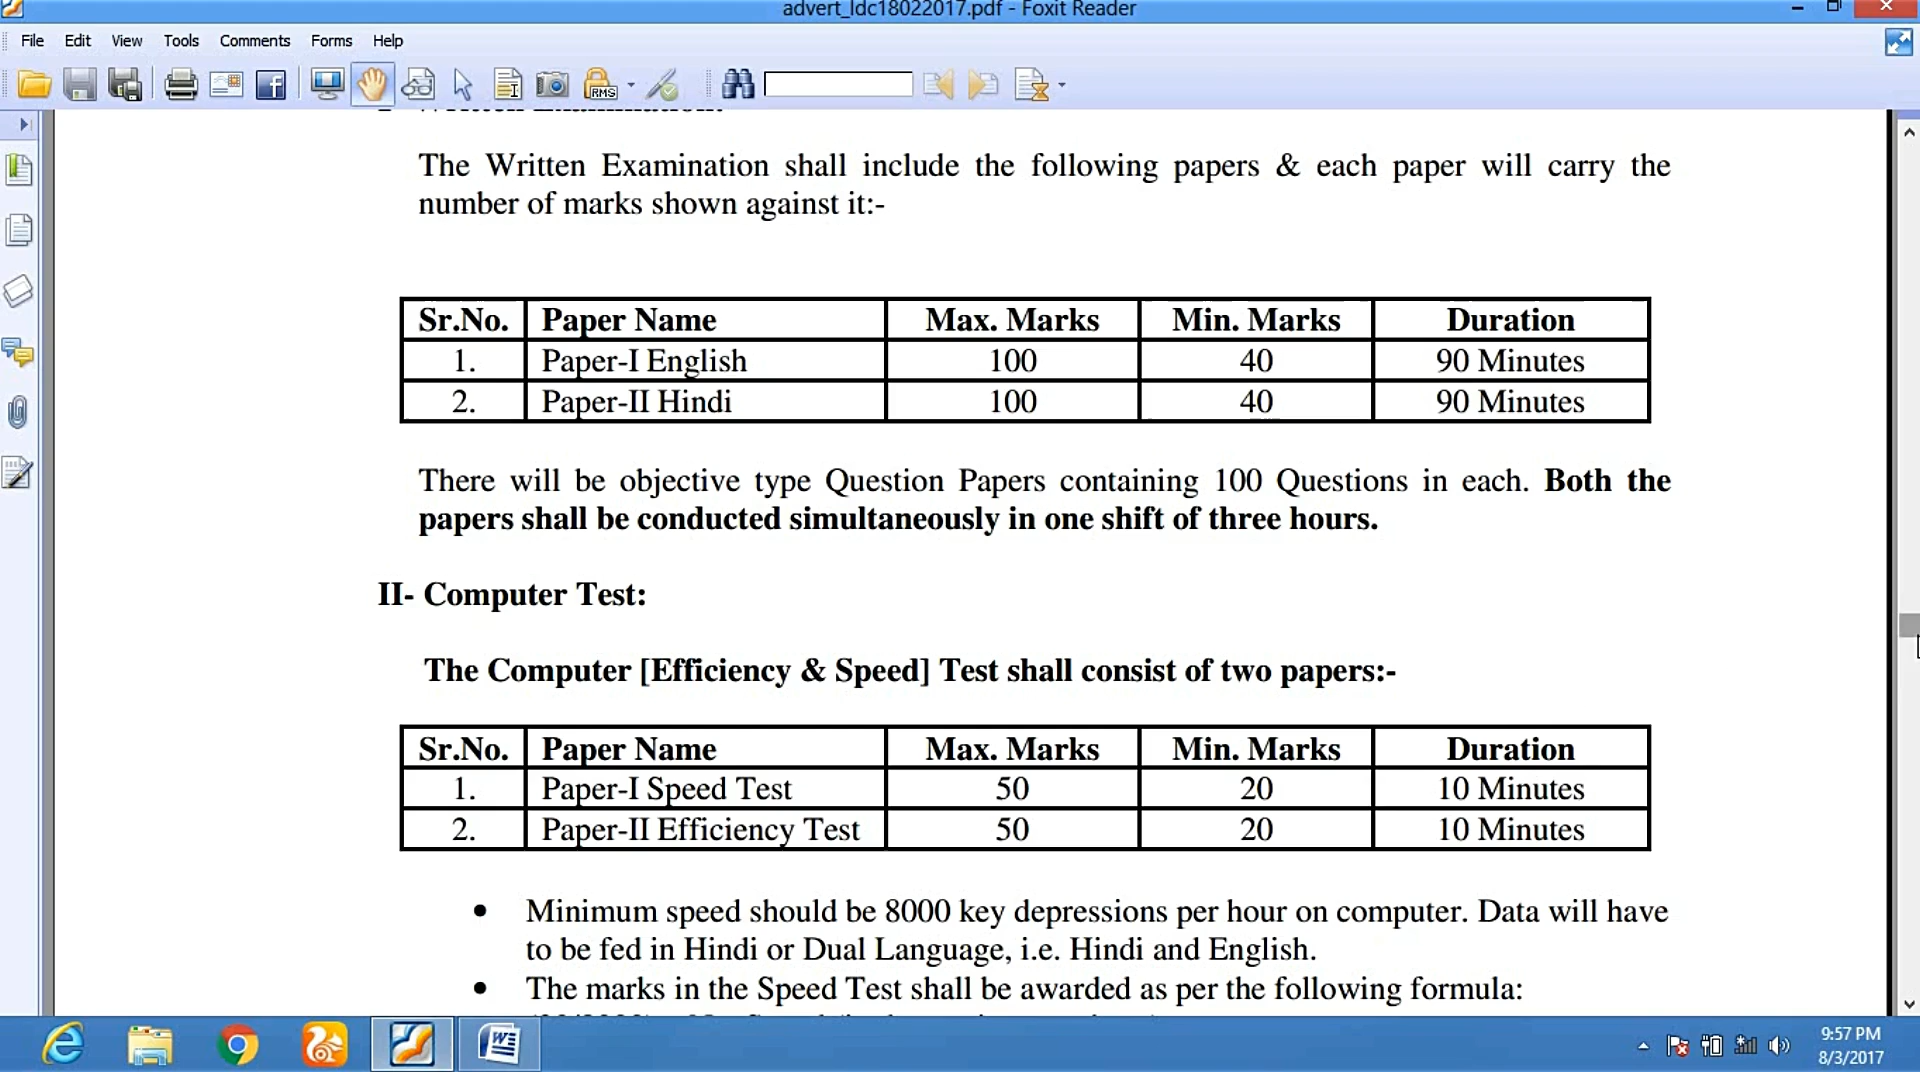 advert_ldc18022017.pdf - Foxit Reader
File Edit View Tools Comments Forms Help
RMS
The Written Examination shall include the following papers & each paper will carry the
number of marks shown against it:-
Sr.No. Paper Name Max. Marks Min. Marks Duration
1. Paper-I English 100 40 90 Minutes
2. Paper-II Hindi 100 40 90 Minutes
There will be objective type Question Papers containing 100 Questions in each. Both the
papers shall be conducted simultaneously in one shift of three hours.
II- Computer Test:
The Computer [Efficiency & Speed] Test shall consist of two papers:-
Sr.No. Paper Name Max. Marks Min. Marks Duration
1. Paper-I Speed Test 50 20 10 Minutes
2. Paper-II Efficiency Test 50 20 10 Minutes
• Minimum speed should be 8000 key depressions per hour on computer. Data will have
to be fed in Hindi or Dual Language, i.e. Hindi and English.
• The marks in the Speed Test shall be awarded as per the following formula:
9:57 PM
8/3/2017